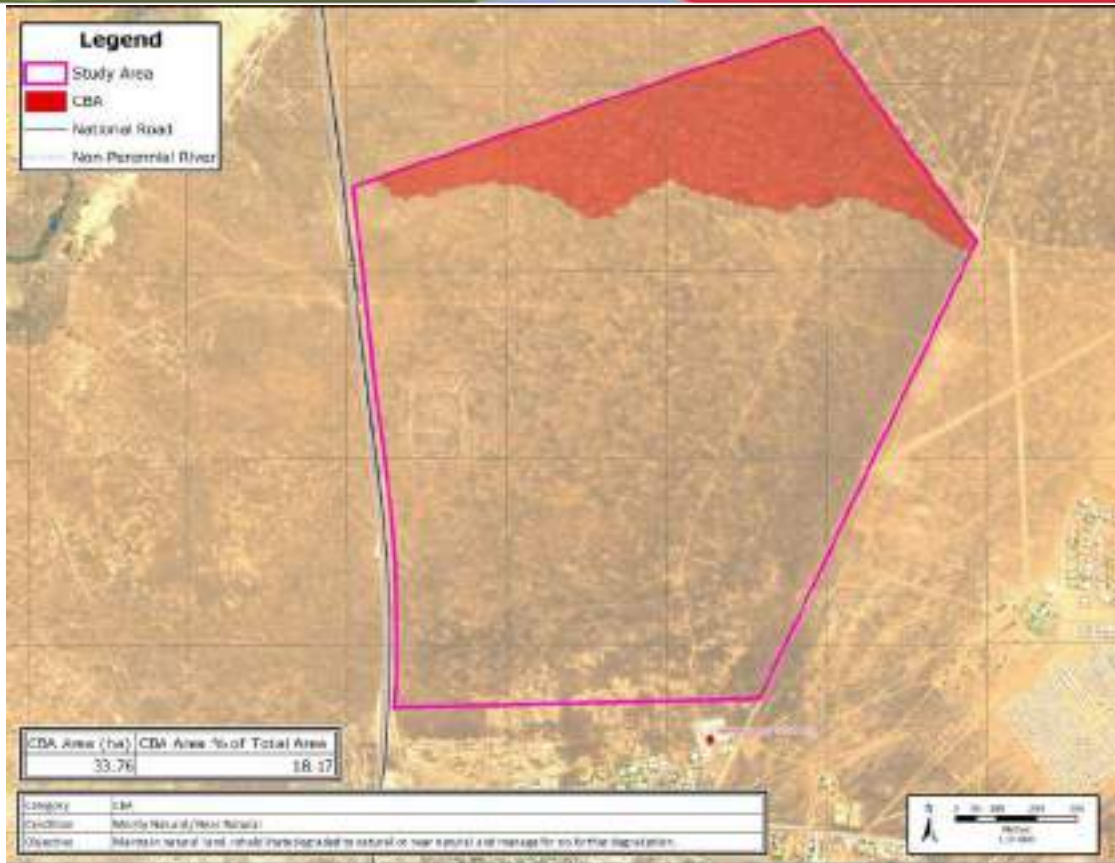 Legend
Study Area
CBA
National Road
Non-Perennial River
CBA Area (ha) CBA Area % of Total Area
33.76 18.17
Category CBA
Condition Mostly Natural/Near Natural
Objective Maintain natural land, rehabilitate degraded to natural or near natural and manage for no further degradation.
N